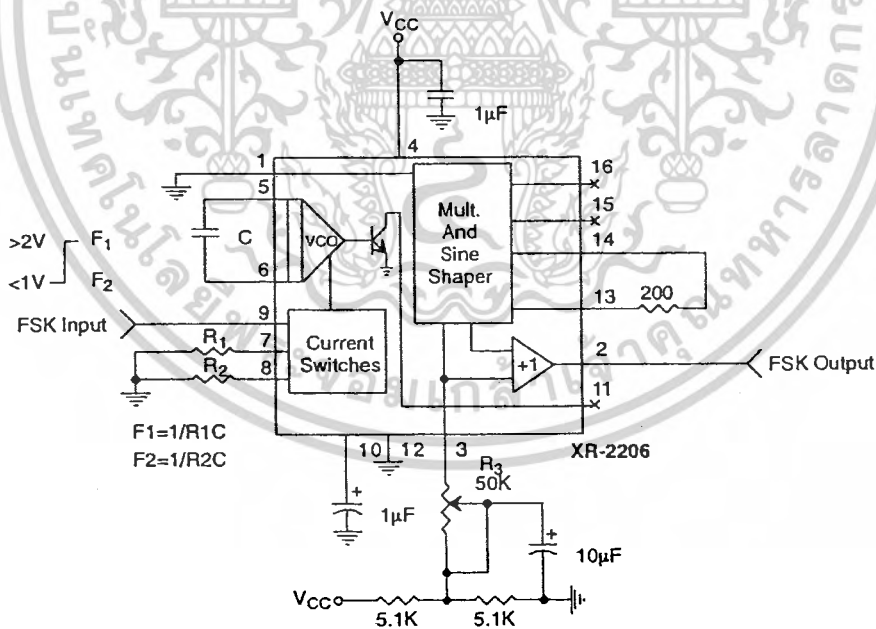 VCC
1µF
4
1
5
C
6
VCO
Mult.
And
Sine
Shaper
16
15
14
13
200
>2V
F1
<1V
F2
FSK Input
9
7
8
R1
R2
Current
Switches
+1
2
FSK Output
11
F1=1/R1C
F2=1/R2C
10
12
3
XR-2206
R3
50K
1µF
+
+
10µF
VCC
5.1K
5.1K